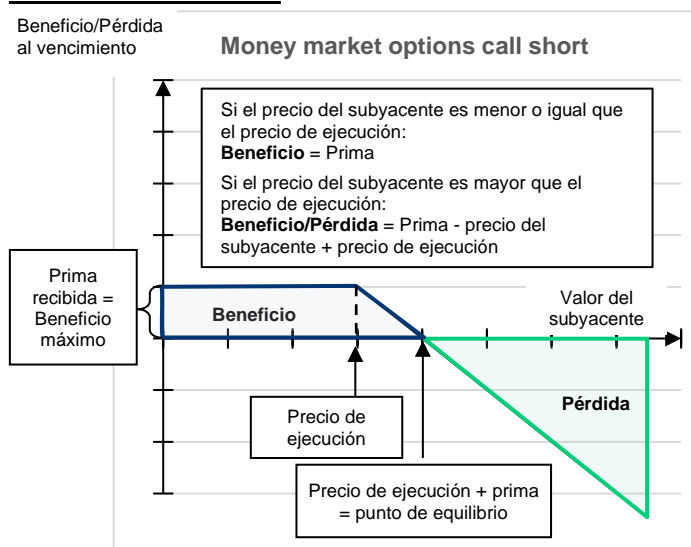 Beneficio/Pérdida
al vencimiento
Money market options call short
Si el precio del subyacente es menor o igual que
el precio de ejecución:
Beneficio = Prima
Si el precio del subyacente es mayor que el
precio de ejecución:
Beneficio/Pérdida = Prima - precio del
subyacente + precio de ejecución
Prima
recibida =
Beneficio
máximo
Beneficio
Valor del
subyacente
Pérdida
Precio de
ejecución
Precio de ejecución + prima
= punto de equilibrio